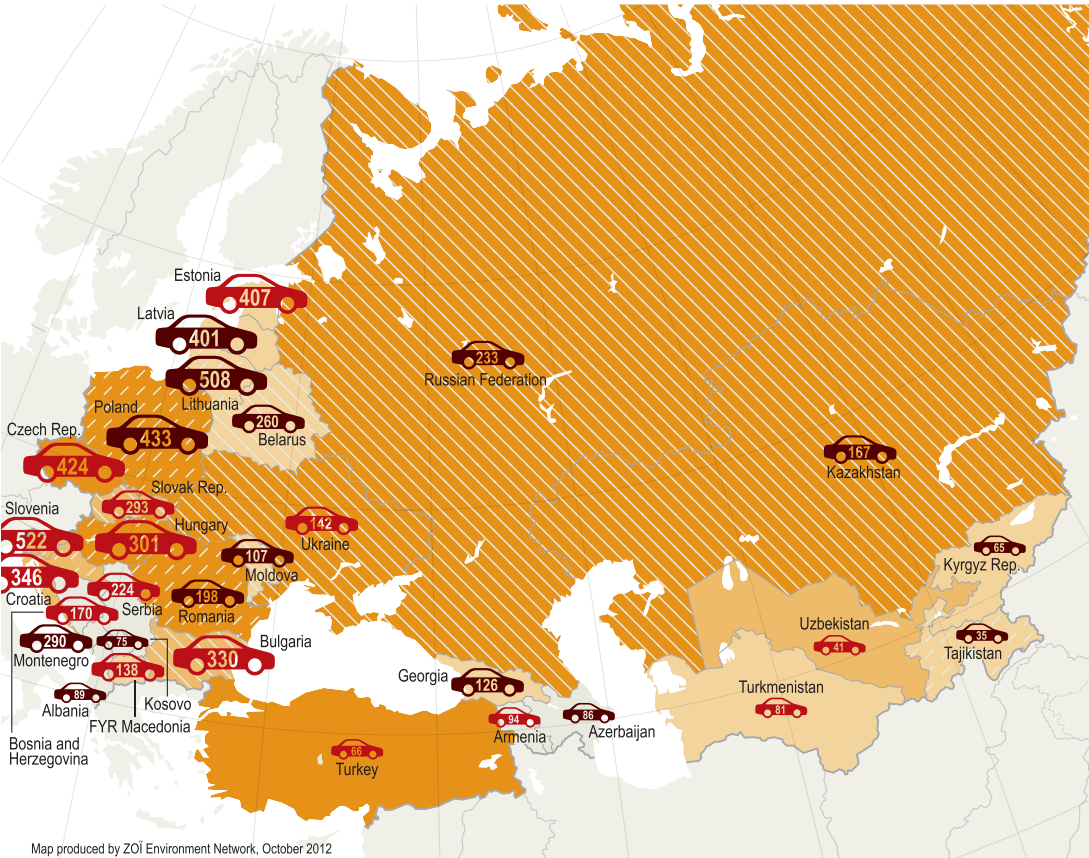 Estonia
407
Latvia
401
508
Lithuania
233
Russian Federation
Poland
433
260
Belarus
Czech Rep.
424
167
Kazakhstan
Slovak Rep.
293
Slovenia
522
Hungary
301
142
Ukraine
107
Moldova
65
Kyrgyz Rep.
346
Croatia
224
Serbia
198
Romania
170
290
Montenegro
75
Bulgaria
330
Uzbekistan
41
35
Tajikistan
138
89
Albania
Kosovo
FYR Macedonia
Georgia
126
Turkmenistan
81
94
Armenia
86
Azerbaijan
Bosnia and
Herzegovina
66
Turkey
Map produced by ZOÏ Environment Network, October 2012